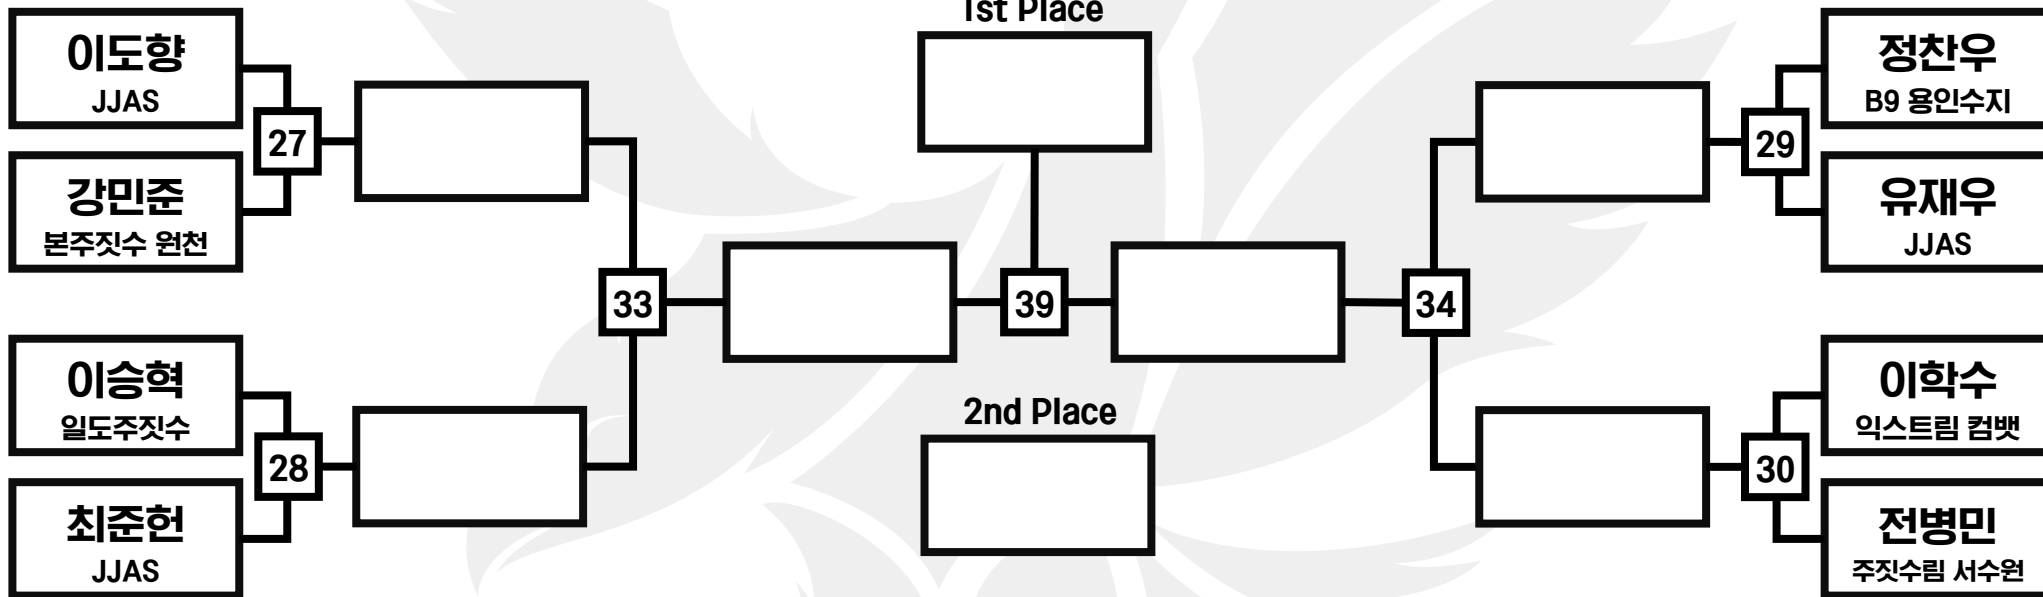 1st Place
이도향
JJAS
27
강민준
본주짓수 원천
이승혁
일도주짓수
28
최준헌
JJAS
33
39
34
2nd Place
정찬우
B9 용인수지
29
유재우
JJAS
이학수
익스트림 컴뱃
30
전병민
주짓수림 서수원